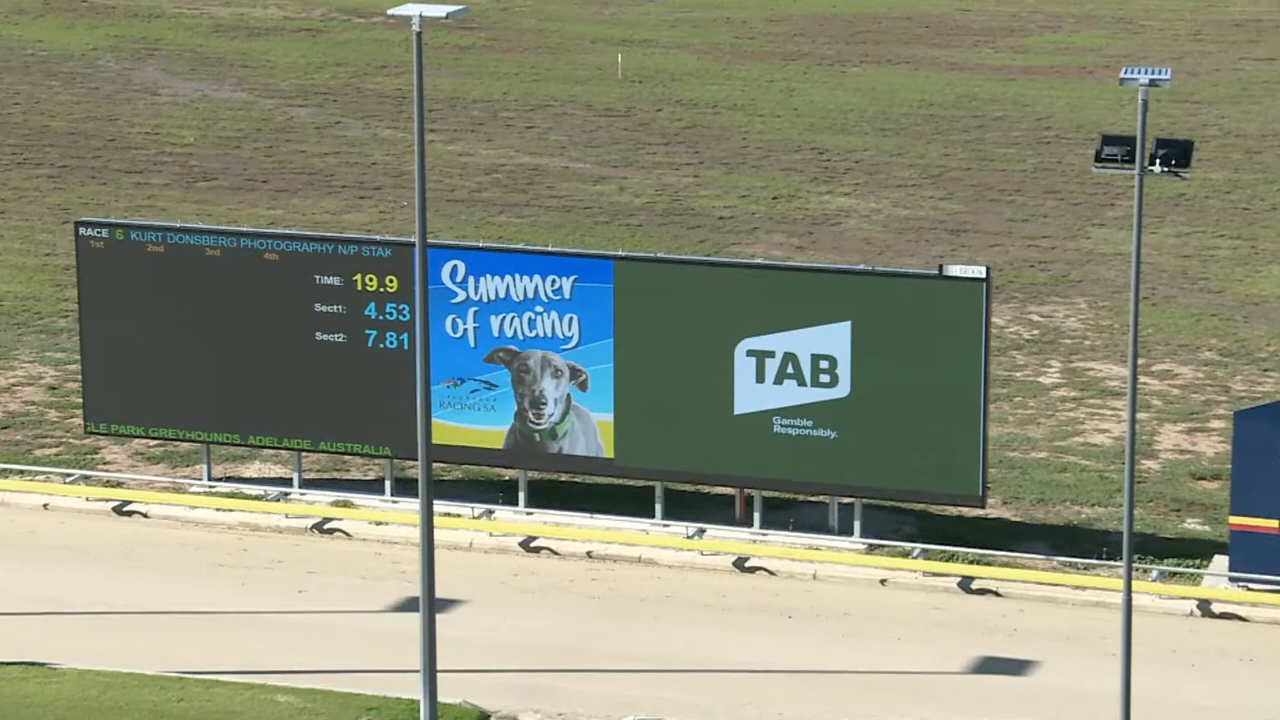 RACE 6 KURT DONSBERG PHOTOGRAPHY N/P STAK
1st 2nd 3rd 4th
TIME: 19.9
Sect1: 4.53
Sect2: 7.81
GLE PARK GREYHOUNDS, ADELAIDE, AUSTRALIA
Summer
of racing
RACING SA
TAB
Gamble
Responsibly.